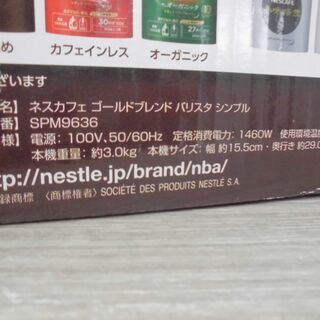 NESCAFÉ
30
27
め カフェインレス オーガニック
ざいます
名】 ネスカフェ ゴールドブレンド バリスタ シンプル
番】 SPM9636
様】 電源: 100V、50/60Hz 定格消費電力: 1460W 使用環境温度
本機重量: 約3.0kg 本機サイズ: 幅 約15.5cm・奥行き 約29.0
tp://nestle.jp/brand/nba/
録商標 〈商標権者〉 SOCIÉTÉ DES PRODUITS NESTLÉ S.A.